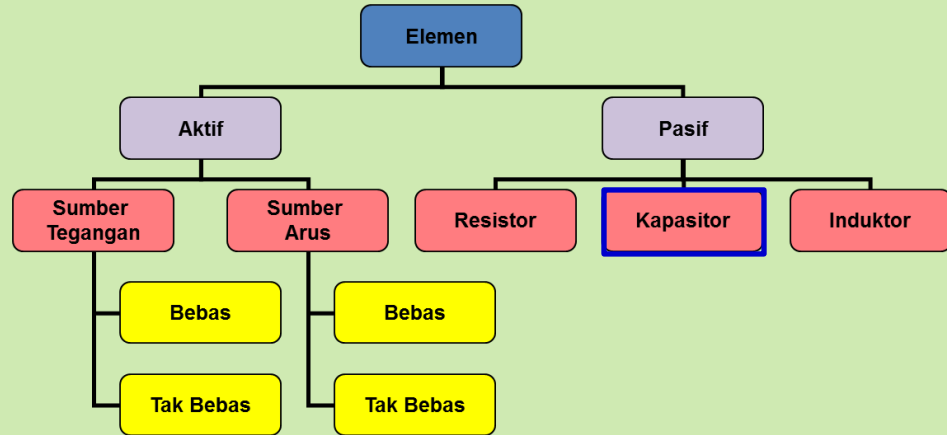 Elemen
Aktif
Pasif
Sumber
Tegangan
Sumber
Arus
Resistor
Kapasitor
Induktor
Bebas
Bebas
Tak Bebas
Tak Bebas